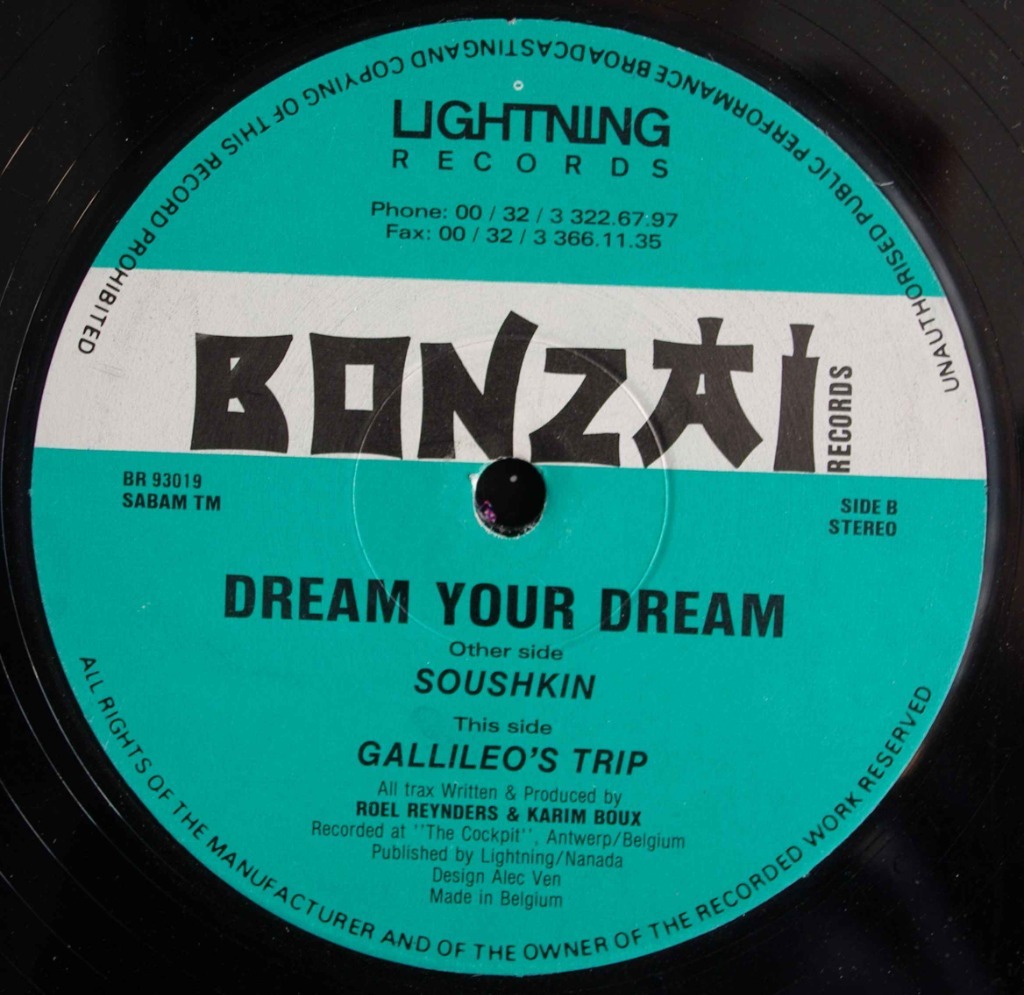 UNAUTHORISED PUBLIC PERFORMANCE BROADCASTING AND COPYING OF THIS RECORD PROHIBITED
LIGHTNING
RECORDS
Phone: 00 / 32 / 3 322.67.97
Fax: 00 / 32 / 3 366.11.35
BONZAI
RECORDS
BR 93019
SABAM TM
SIDE B
STEREO
DREAM YOUR DREAM
Other side
SOUSHKIN
This side
GALLILEO'S TRIP
All trax Written & Produced by
ROEL REYNDERS & KARIM BOUX
Recorded at ''The Cockpit'', Antwerp/Belgium
Published by Lightning/Nanada
Design Alec Ven
Made in Belgium
ALL RIGHTS OF THE MANUFACTURER AND OF THE OWNER OF THE RECORDED WORK RESERVED